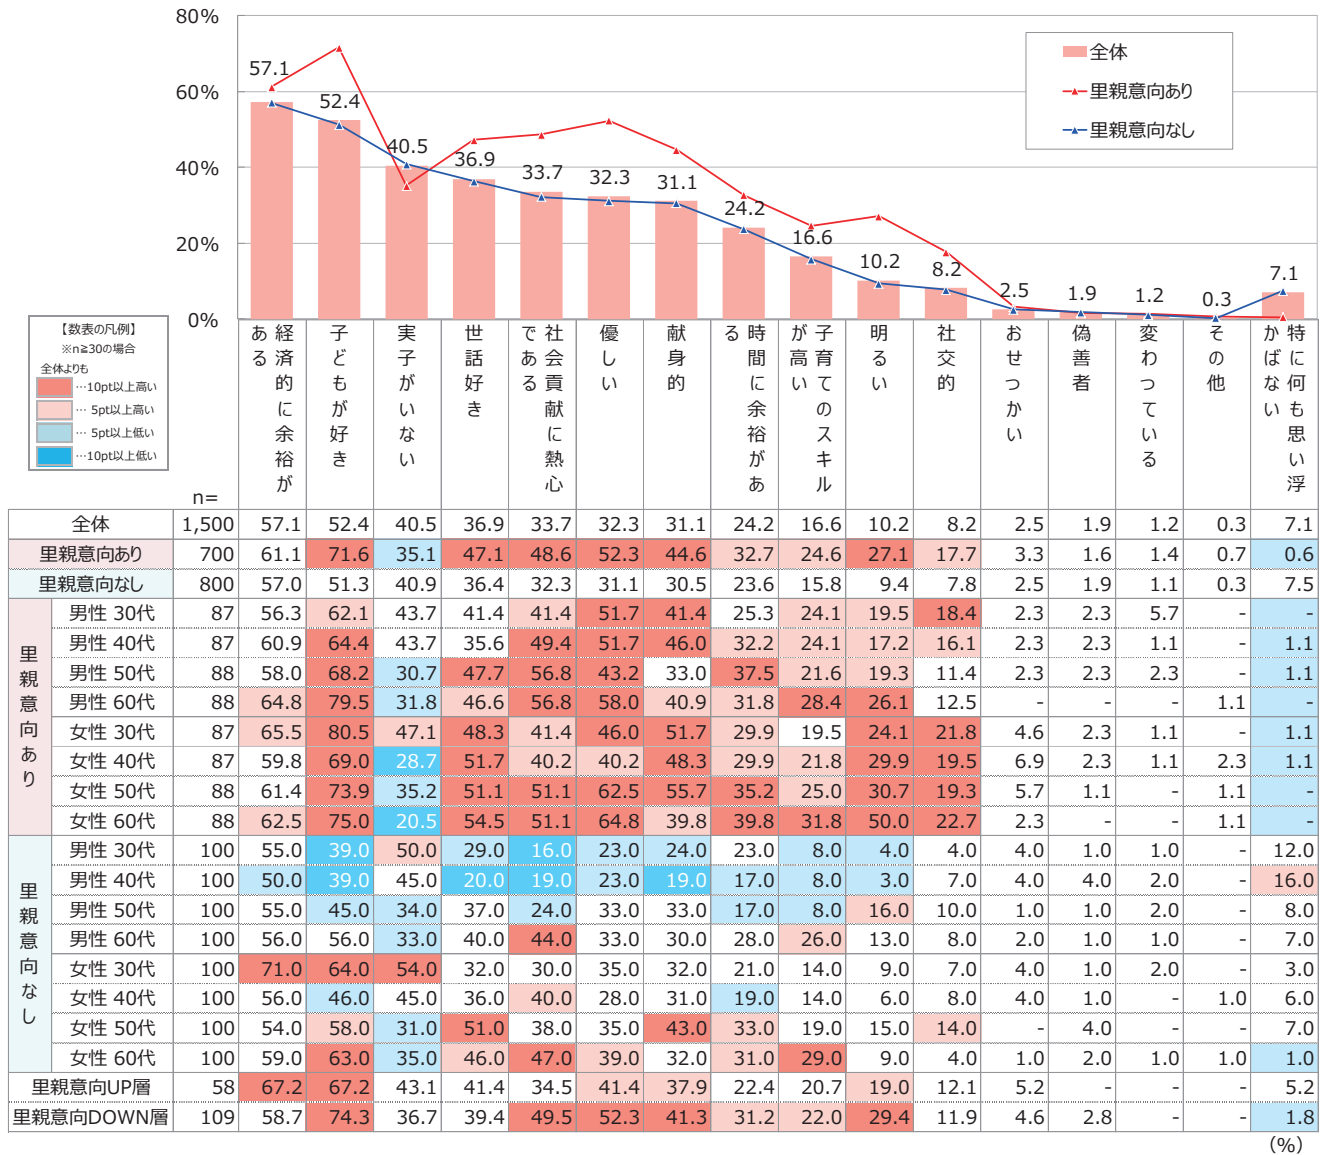 80%
60%
40%
20%
0%
57.1
52.4
40.5
36.9
33.7
32.3
31.1
24.2
16.6
10.2
8.2
2.5
1.9
1.2
0.3
7.1
全体
里親意向あり
里親意向なし
【数表の凡例】
※n≧30の場合
全体よりも
…10pt以上高い
… 5pt以上高い
… 5pt以上低い
…10pt以上低い
経済的に余裕がある
子どもが好き
実子がいない
世話好き
社会貢献に熱心である
優しい
献身的
時間に余裕がある
子育てのスキルが高い
明るい
社交的
おせっかい
偽善者
変わっている
その他
特に何も思い浮かばない
n=
全体 1,500 57.1 52.4 40.5 36.9 33.7 32.3 31.1 24.2 16.6 10.2 8.2 2.5 1.9 1.2 0.3 7.1
里親意向あり 700 61.1 71.6 35.1 47.1 48.6 52.3 44.6 32.7 24.6 27.1 17.7 3.3 1.6 1.4 0.7 0.6
里親意向なし 800 57.0 51.3 40.9 36.4 32.3 31.1 30.5 23.6 15.8 9.4 7.8 2.5 1.9 1.1 0.3 7.5
里親意向あり
男性 30代 87 56.3 62.1 43.7 41.4 41.4 51.7 41.4 25.3 24.1 19.5 18.4 2.3 2.3 5.7 - -
男性 40代 87 60.9 64.4 43.7 35.6 49.4 51.7 46.0 32.2 24.1 17.2 16.1 2.3 2.3 1.1 - 1.1
男性 50代 88 58.0 68.2 30.7 47.7 56.8 43.2 33.0 37.5 21.6 19.3 11.4 2.3 2.3 2.3 - 1.1
男性 60代 88 64.8 79.5 31.8 46.6 56.8 58.0 40.9 31.8 28.4 26.1 12.5 - - - 1.1 -
女性 30代 87 65.5 80.5 47.1 48.3 41.4 46.0 51.7 29.9 19.5 24.1 21.8 4.6 2.3 1.1 - 1.1
女性 40代 87 59.8 69.0 28.7 51.7 40.2 40.2 48.3 29.9 21.8 29.9 19.5 6.9 2.3 1.1 2.3 1.1
女性 50代 88 61.4 73.9 35.2 51.1 51.1 62.5 55.7 35.2 25.0 30.7 19.3 5.7 1.1 - 1.1 -
女性 60代 88 62.5 75.0 20.5 54.5 51.1 64.8 39.8 39.8 31.8 50.0 22.7 2.3 - - 1.1 -
里親意向なし
男性 30代 100 55.0 39.0 50.0 29.0 16.0 23.0 24.0 23.0 8.0 4.0 4.0 4.0 1.0 1.0 - 12.0
男性 40代 100 50.0 39.0 45.0 20.0 19.0 23.0 19.0 17.0 8.0 3.0 7.0 4.0 4.0 2.0 - 16.0
男性 50代 100 55.0 45.0 34.0 37.0 24.0 33.0 33.0 17.0 8.0 16.0 10.0 1.0 1.0 2.0 - 8.0
男性 60代 100 56.0 56.0 33.0 40.0 44.0 33.0 30.0 28.0 26.0 13.0 8.0 2.0 1.0 1.0 - 7.0
女性 30代 100 71.0 64.0 54.0 32.0 30.0 35.0 32.0 21.0 14.0 9.0 7.0 4.0 1.0 2.0 - 3.0
女性 40代 100 56.0 46.0 45.0 36.0 40.0 28.0 31.0 19.0 14.0 6.0 8.0 4.0 1.0 - 1.0 6.0
女性 50代 100 54.0 58.0 31.0 51.0 38.0 35.0 43.0 33.0 19.0 15.0 14.0 - 4.0 - - 7.0
女性 60代 100 59.0 63.0 35.0 46.0 47.0 39.0 32.0 31.0 29.0 9.0 4.0 1.0 2.0 1.0 1.0 1.0
里親意向UP層 58 67.2 67.2 43.1 41.4 34.5 41.4 37.9 22.4 20.7 19.0 12.1 5.2 - - - 5.2
里親意向DOWN層 109 58.7 74.3 36.7 39.4 49.5 52.3 41.3 31.2 22.0 29.4 11.9 4.6 2.8 - - 1.8
(%)